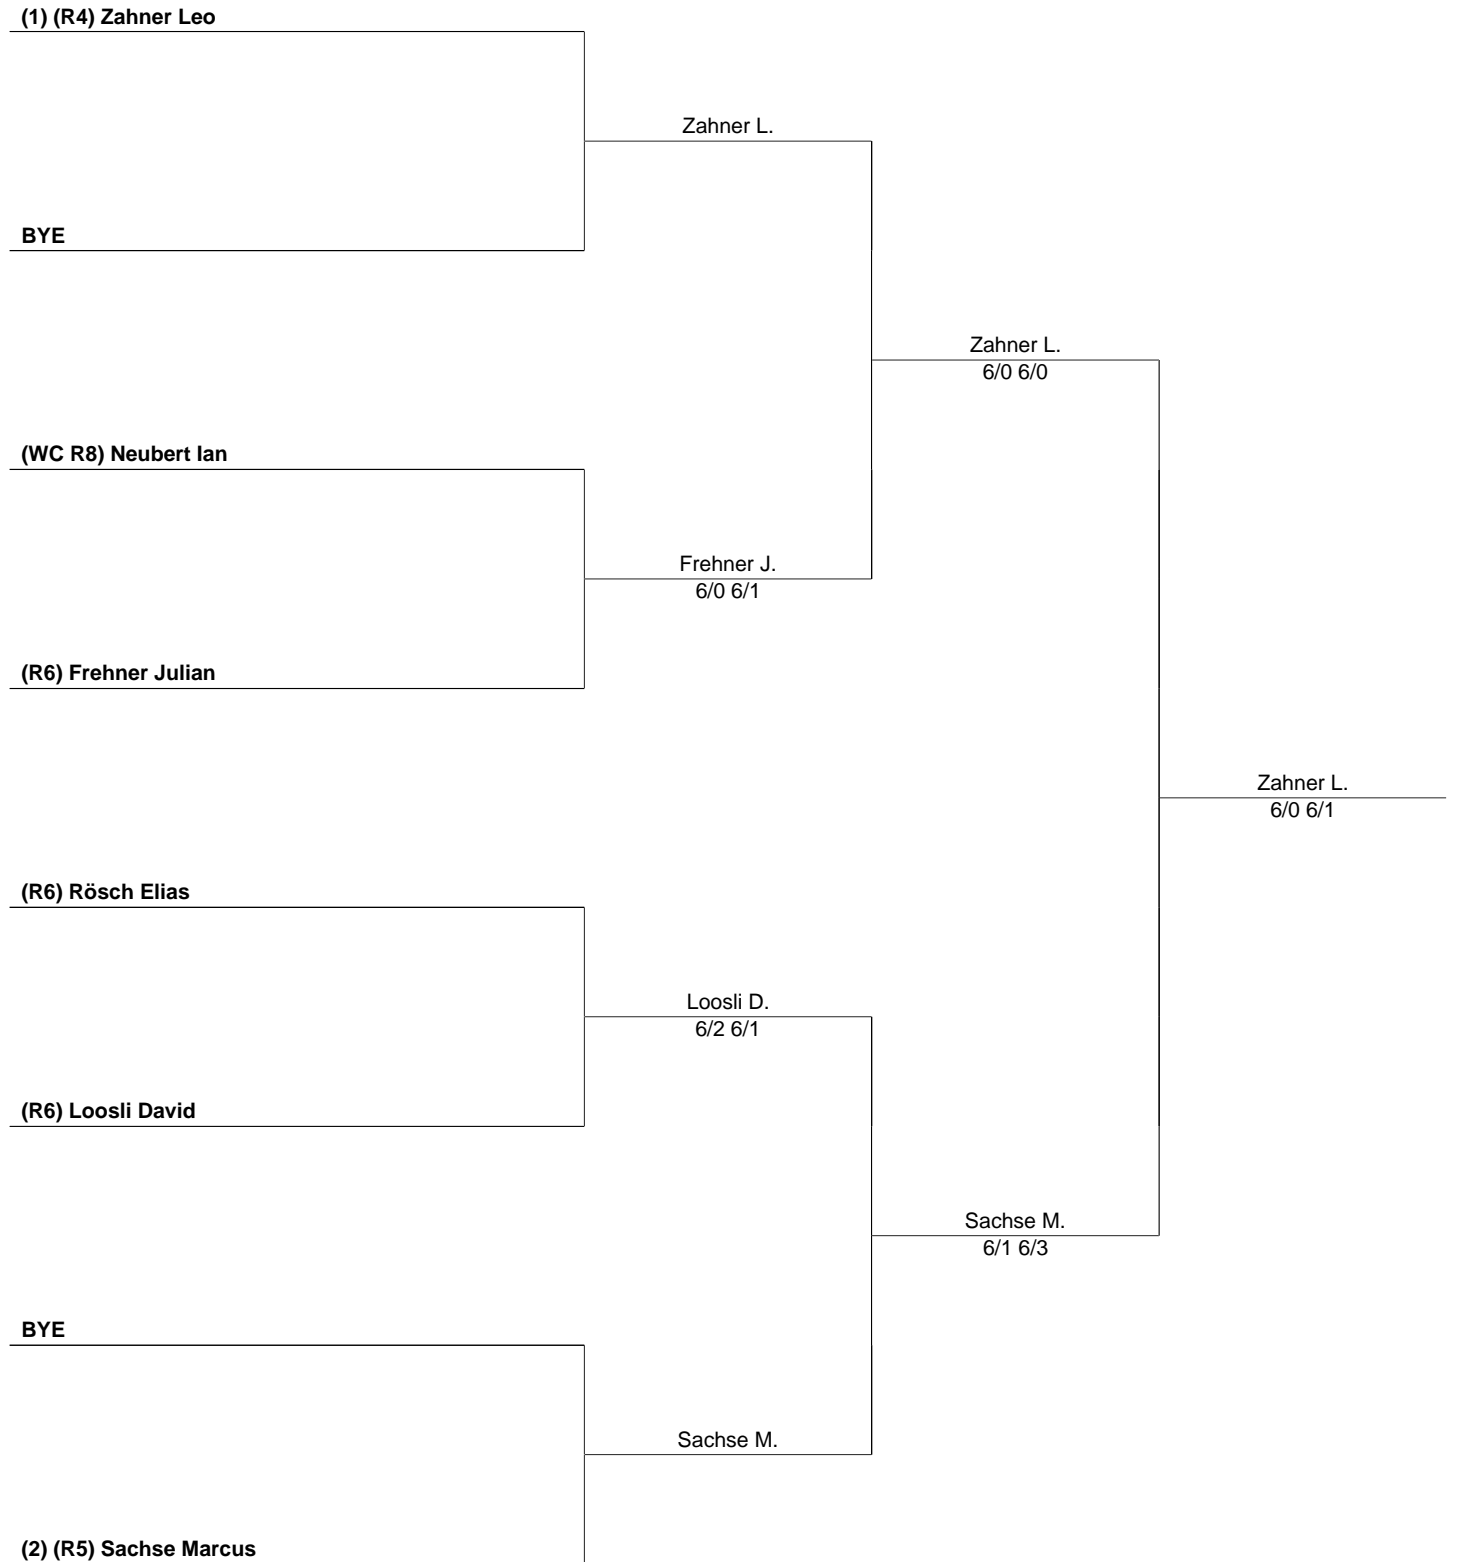 (1) (R4) Zahner Leo
Zahner L.
BYE
Zahner L.
6/0 6/0
(WC R8) Neubert Ian
Frehner J.
6/0 6/1
(R6) Frehner Julian
Zahner L.
6/0 6/1
(R6) Rösch Elias
Loosli D.
6/2 6/1
(R6) Loosli David
Sachse M.
6/1 6/3
BYE
Sachse M.
(2) (R5) Sachse Marcus